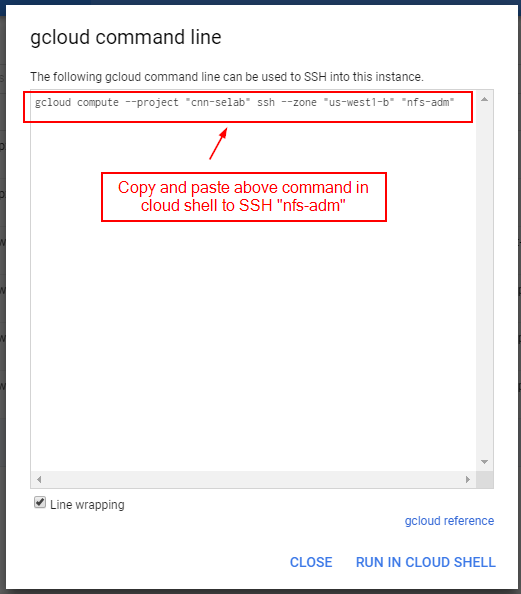 gcloud command line
The following gcloud command line can be used to SSH into this instance.
gcloud compute --project "cnn-selab" ssh --zone "us-west1-b" "nfs-adm"
Copy and paste above command in
cloud shell to SSH "nfs-adm"
Line wrapping
gcloud reference
CLOSE RUN IN CLOUD SHELL